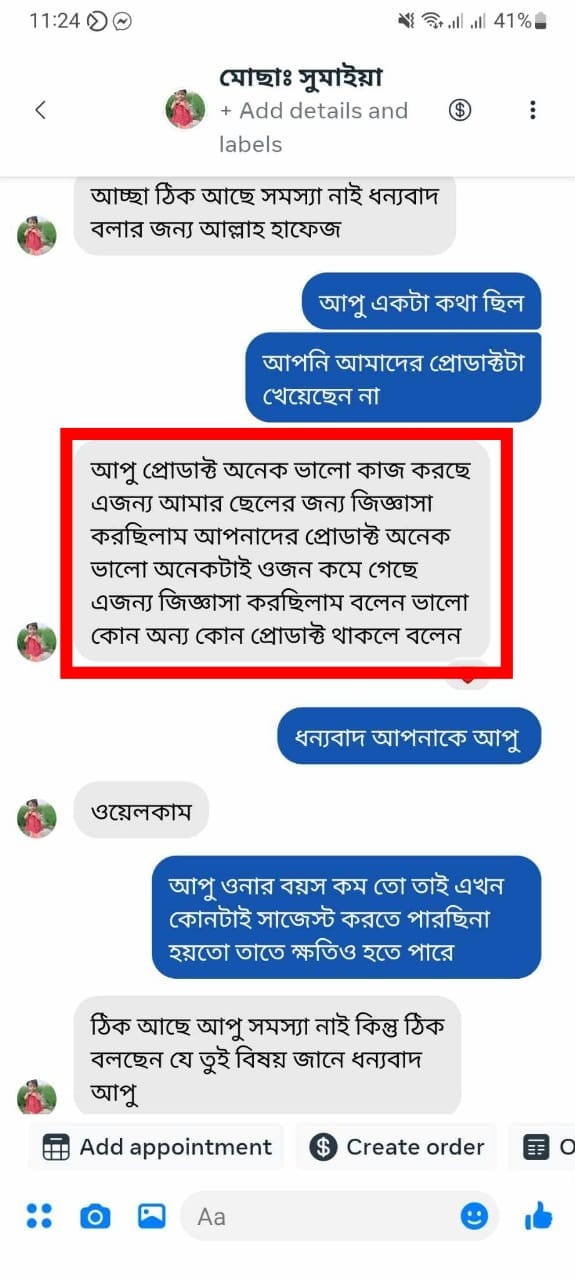 11:24
41%
মোছাঃ সুমাইয়া
+ Add details and
labels
আচ্ছা ঠিক আছে সমস্যা নাই ধন্যবাদ
বলার জন্য আল্লাহ হাফেজ
আপু একটা কথা ছিল
আপনি আমাদের প্রোডাক্টটা
খেয়েছেন না
আপু প্রোডাক্ট অনেক ভালো কাজ করছে
এজন্য আমার ছেলের জন্য জিজ্ঞাসা
করছিলাম আপনাদের প্রোডাক্ট অনেক
ভালো অনেকটাই ওজন কমে গেছে
এজন্য জিজ্ঞাসা করছিলাম বলেন ভালো
কোন অন্য কোন প্রোডাক্ট থাকলে বলেন
ধন্যবাদ আপনাকে আপু
ওয়েলকাম
আপু ওনার বয়স কম তো তাই এখন
কোনটাই সাজেস্ট করতে পারছিনা
হয়তো তাতে ক্ষতিও হতে পারে
ঠিক আছে আপু সমস্যা নাই কিন্তু ঠিক
বলছেন যে তুই বিষয় জানে ধন্যবাদ
আপু
Add appointment
Create order
O
Aa